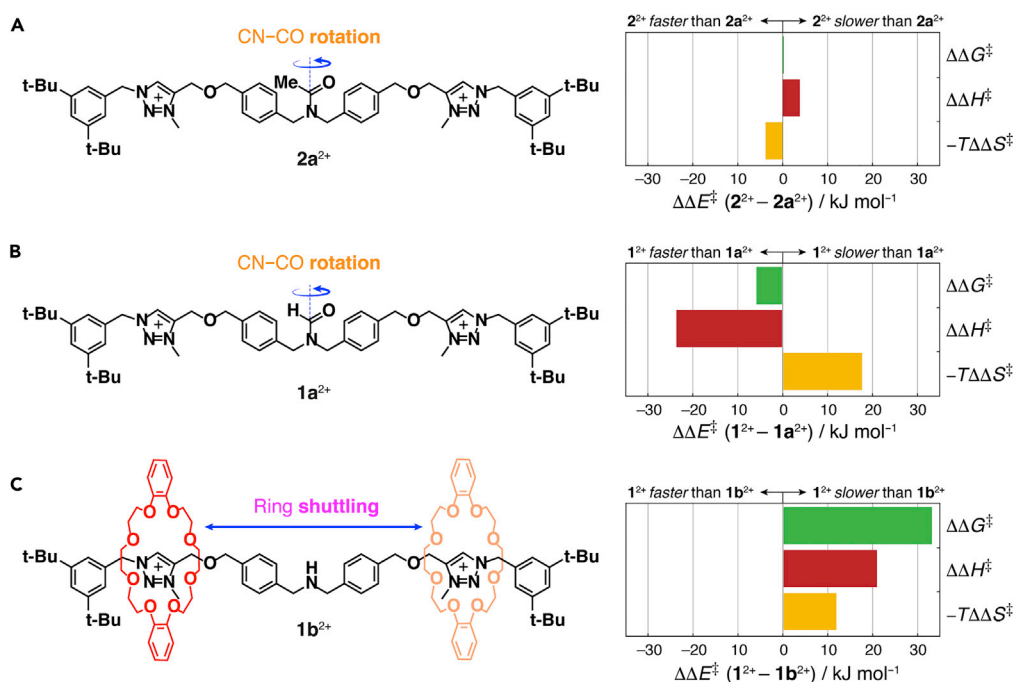 A
CN–CO rotation
Me O
t-Bu N + N–N O N O N + N=N t-Bu
t-Bu t-Bu
2a²⁺
2²⁺ faster than 2a²⁺ 2²⁺ slower than 2a²⁺
ΔΔG‡
ΔΔH‡
–TΔΔS‡
–30 –20 –10 0 10 20 30
ΔΔE‡ (2²⁺– 2a²⁺) / kJ mol⁻¹
B
CN–CO rotation
H O
t-Bu N + N–N O N O N + N=N t-Bu
t-Bu t-Bu
1a²⁺
1²⁺ faster than 1a²⁺ 1²⁺ slower than 1a²⁺
ΔΔG‡
ΔΔH‡
–TΔΔS‡
–30 –20 –10 0 10 20 30
ΔΔE‡ (1²⁺– 1a²⁺) / kJ mol⁻¹
C
Ring shuttling
O O O O
O O O O
t-Bu N + N–N O H N O N + N=N t-Bu
O O O O
O O O O
t-Bu t-Bu
1b²⁺
1²⁺ faster than 1b²⁺ 1²⁺ slower than 1b²⁺
ΔΔG‡
ΔΔH‡
–TΔΔS‡
–30 –20 –10 0 10 20 30
ΔΔE‡ (1²⁺– 1b²⁺) / kJ mol⁻¹